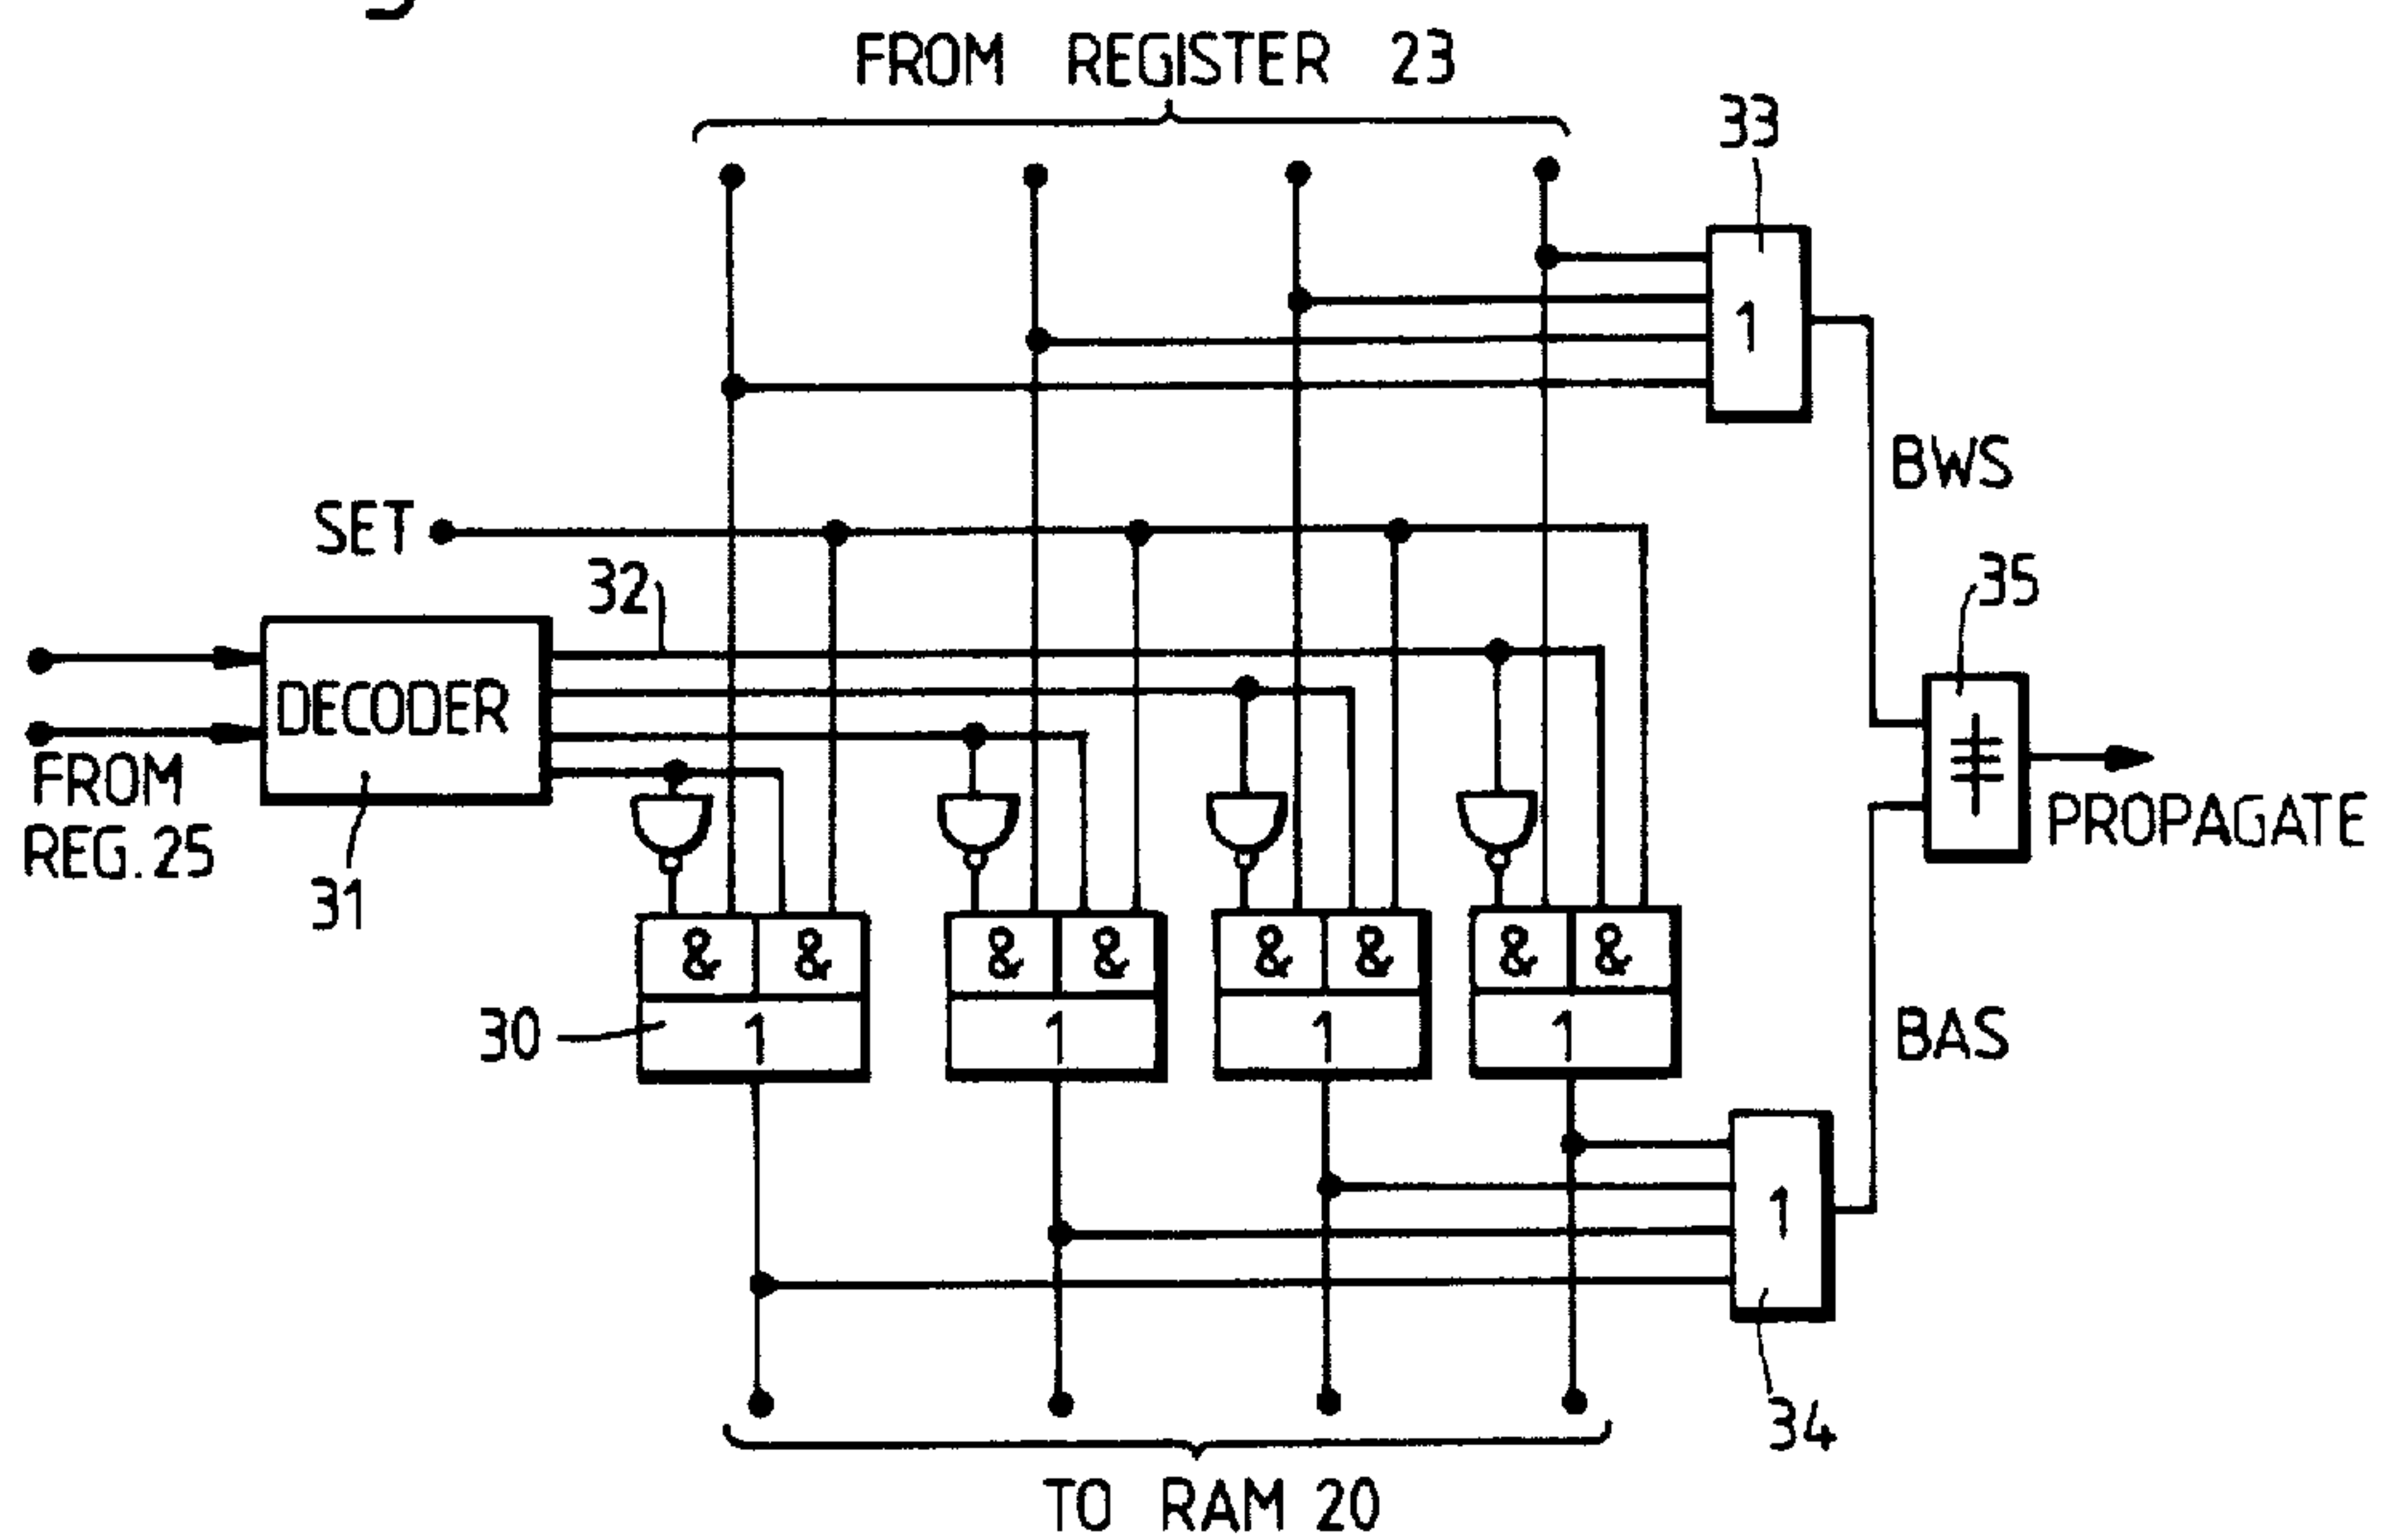 FROM REGISTER 23
33
BWS
SET
32
35
DECODER
FROM
REG. 25
31
PROPAGATE
& & & & & & & &
30
1 1 1 1
1
BAS
1
34
TO RAM 20